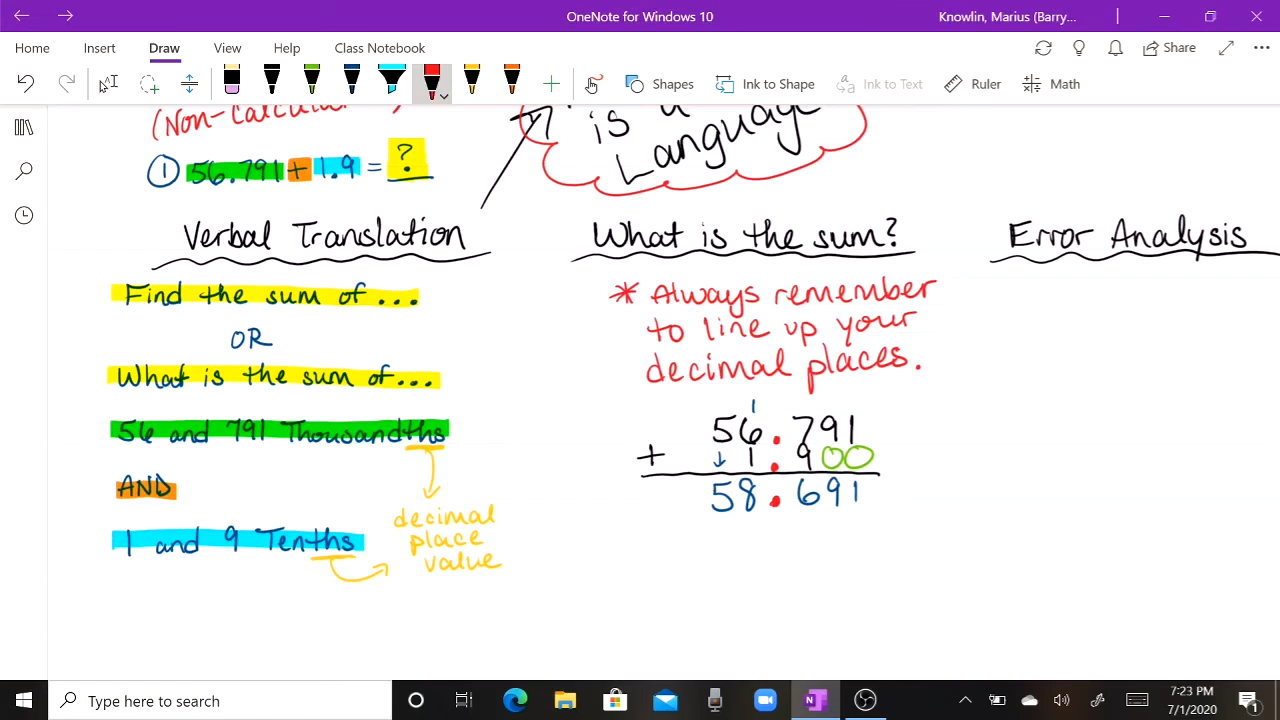 OneNote for Windows 10
Knowlin, Marius (Barry...
Home Insert Draw View Help Class Notebook
Share
Shapes Ink to Shape Ink to Text Ruler Math
(Non-Calculator
is a
Language
① 56.791 + 1.9 = ?
Verbal Translation
Find the sum of ...
OR
What is the sum of...
56 and 791 Thousandths
AND
1 and 9 Tenths
decimal
place
value
What is the sum?
* Always remember
to line up your
decimal places.
1
56.791
+ ↓ 1.900
58.691
Error Analysis
Type here to search
7:23 PM
7/1/2020
1